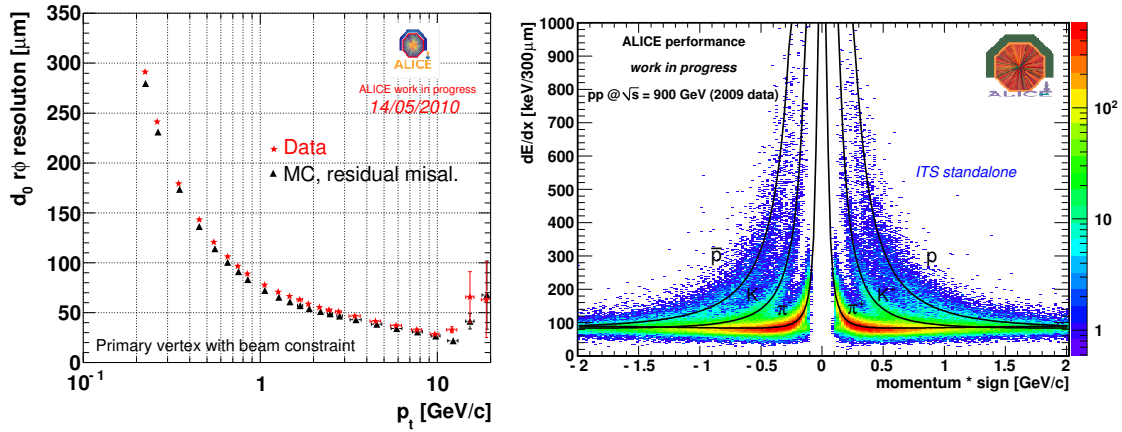 d₀ rφ resoluton [μm]
350
300
250
200
150
100
50
0
ALICE
ALICE work in progress
14/05/2010
Data
MC, residual misal.
Primary vertex with beam constraint
10⁻¹
1
10
pₜ [GeV/c]
dE/dx [keV/300μm]
1000
900
800
700
600
500
400
300
200
100
0
ALICE performance
work in progress
pp @ √s = 900 GeV (2009 data)
ALICE
ITS standalone
p̄
p
K⁻
K⁺
π⁻
π⁺
-2
-1.5
-1
-0.5
0
0.5
1
1.5
2
momentum * sign [GeV/c]
10²
10
1